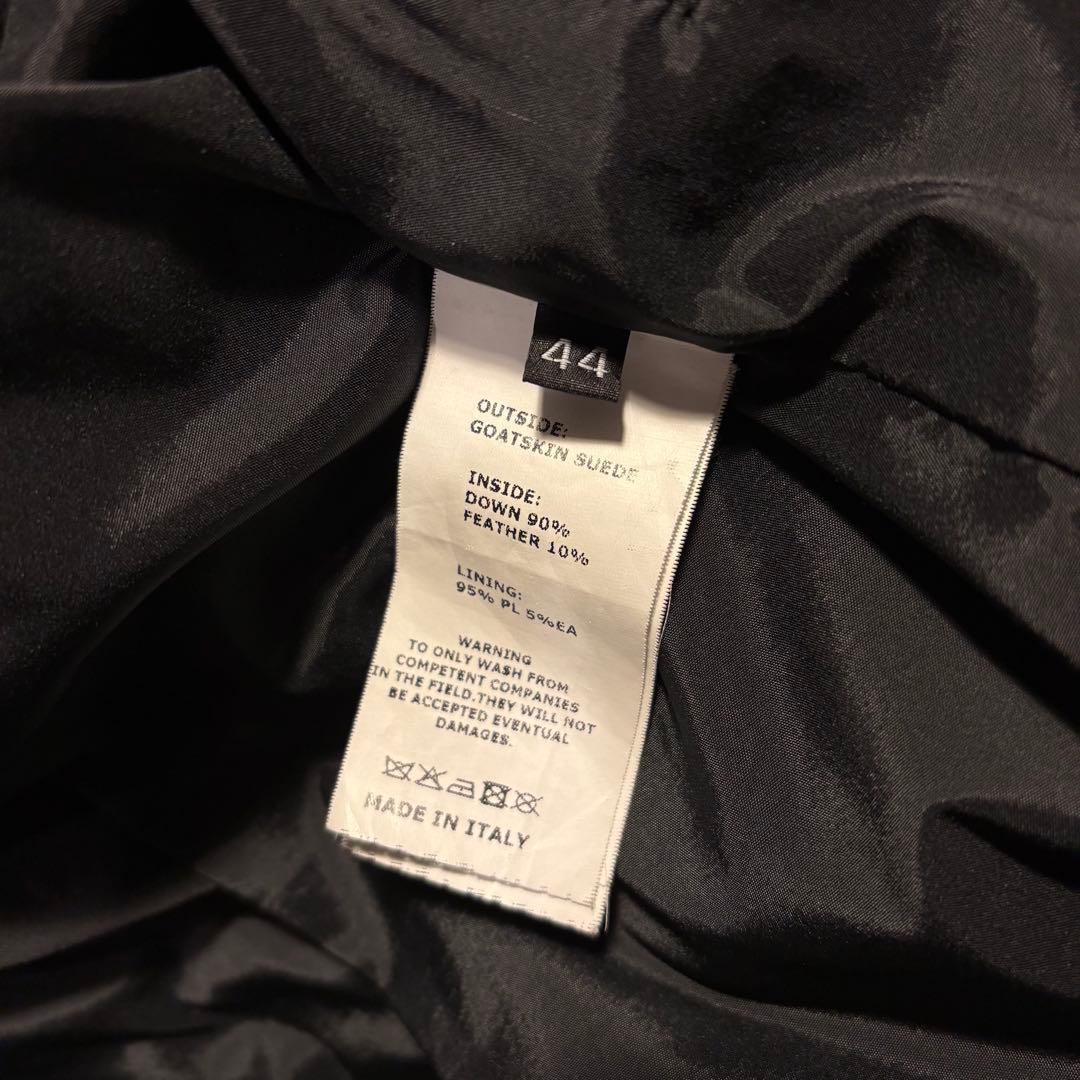 44
OUTSIDE:
GOATSKIN SUEDE
INSIDE:
DOWN 90%
FEATHER 10%
LINING:
95% PL 5%EA
WARNING
TO ONLY WASH FROM
COMPETENT COMPANIES
IN THE FIELD.THEY WILL NOT
BE ACCEPTED EVENTUAL
DAMAGES.
MADE IN ITALY